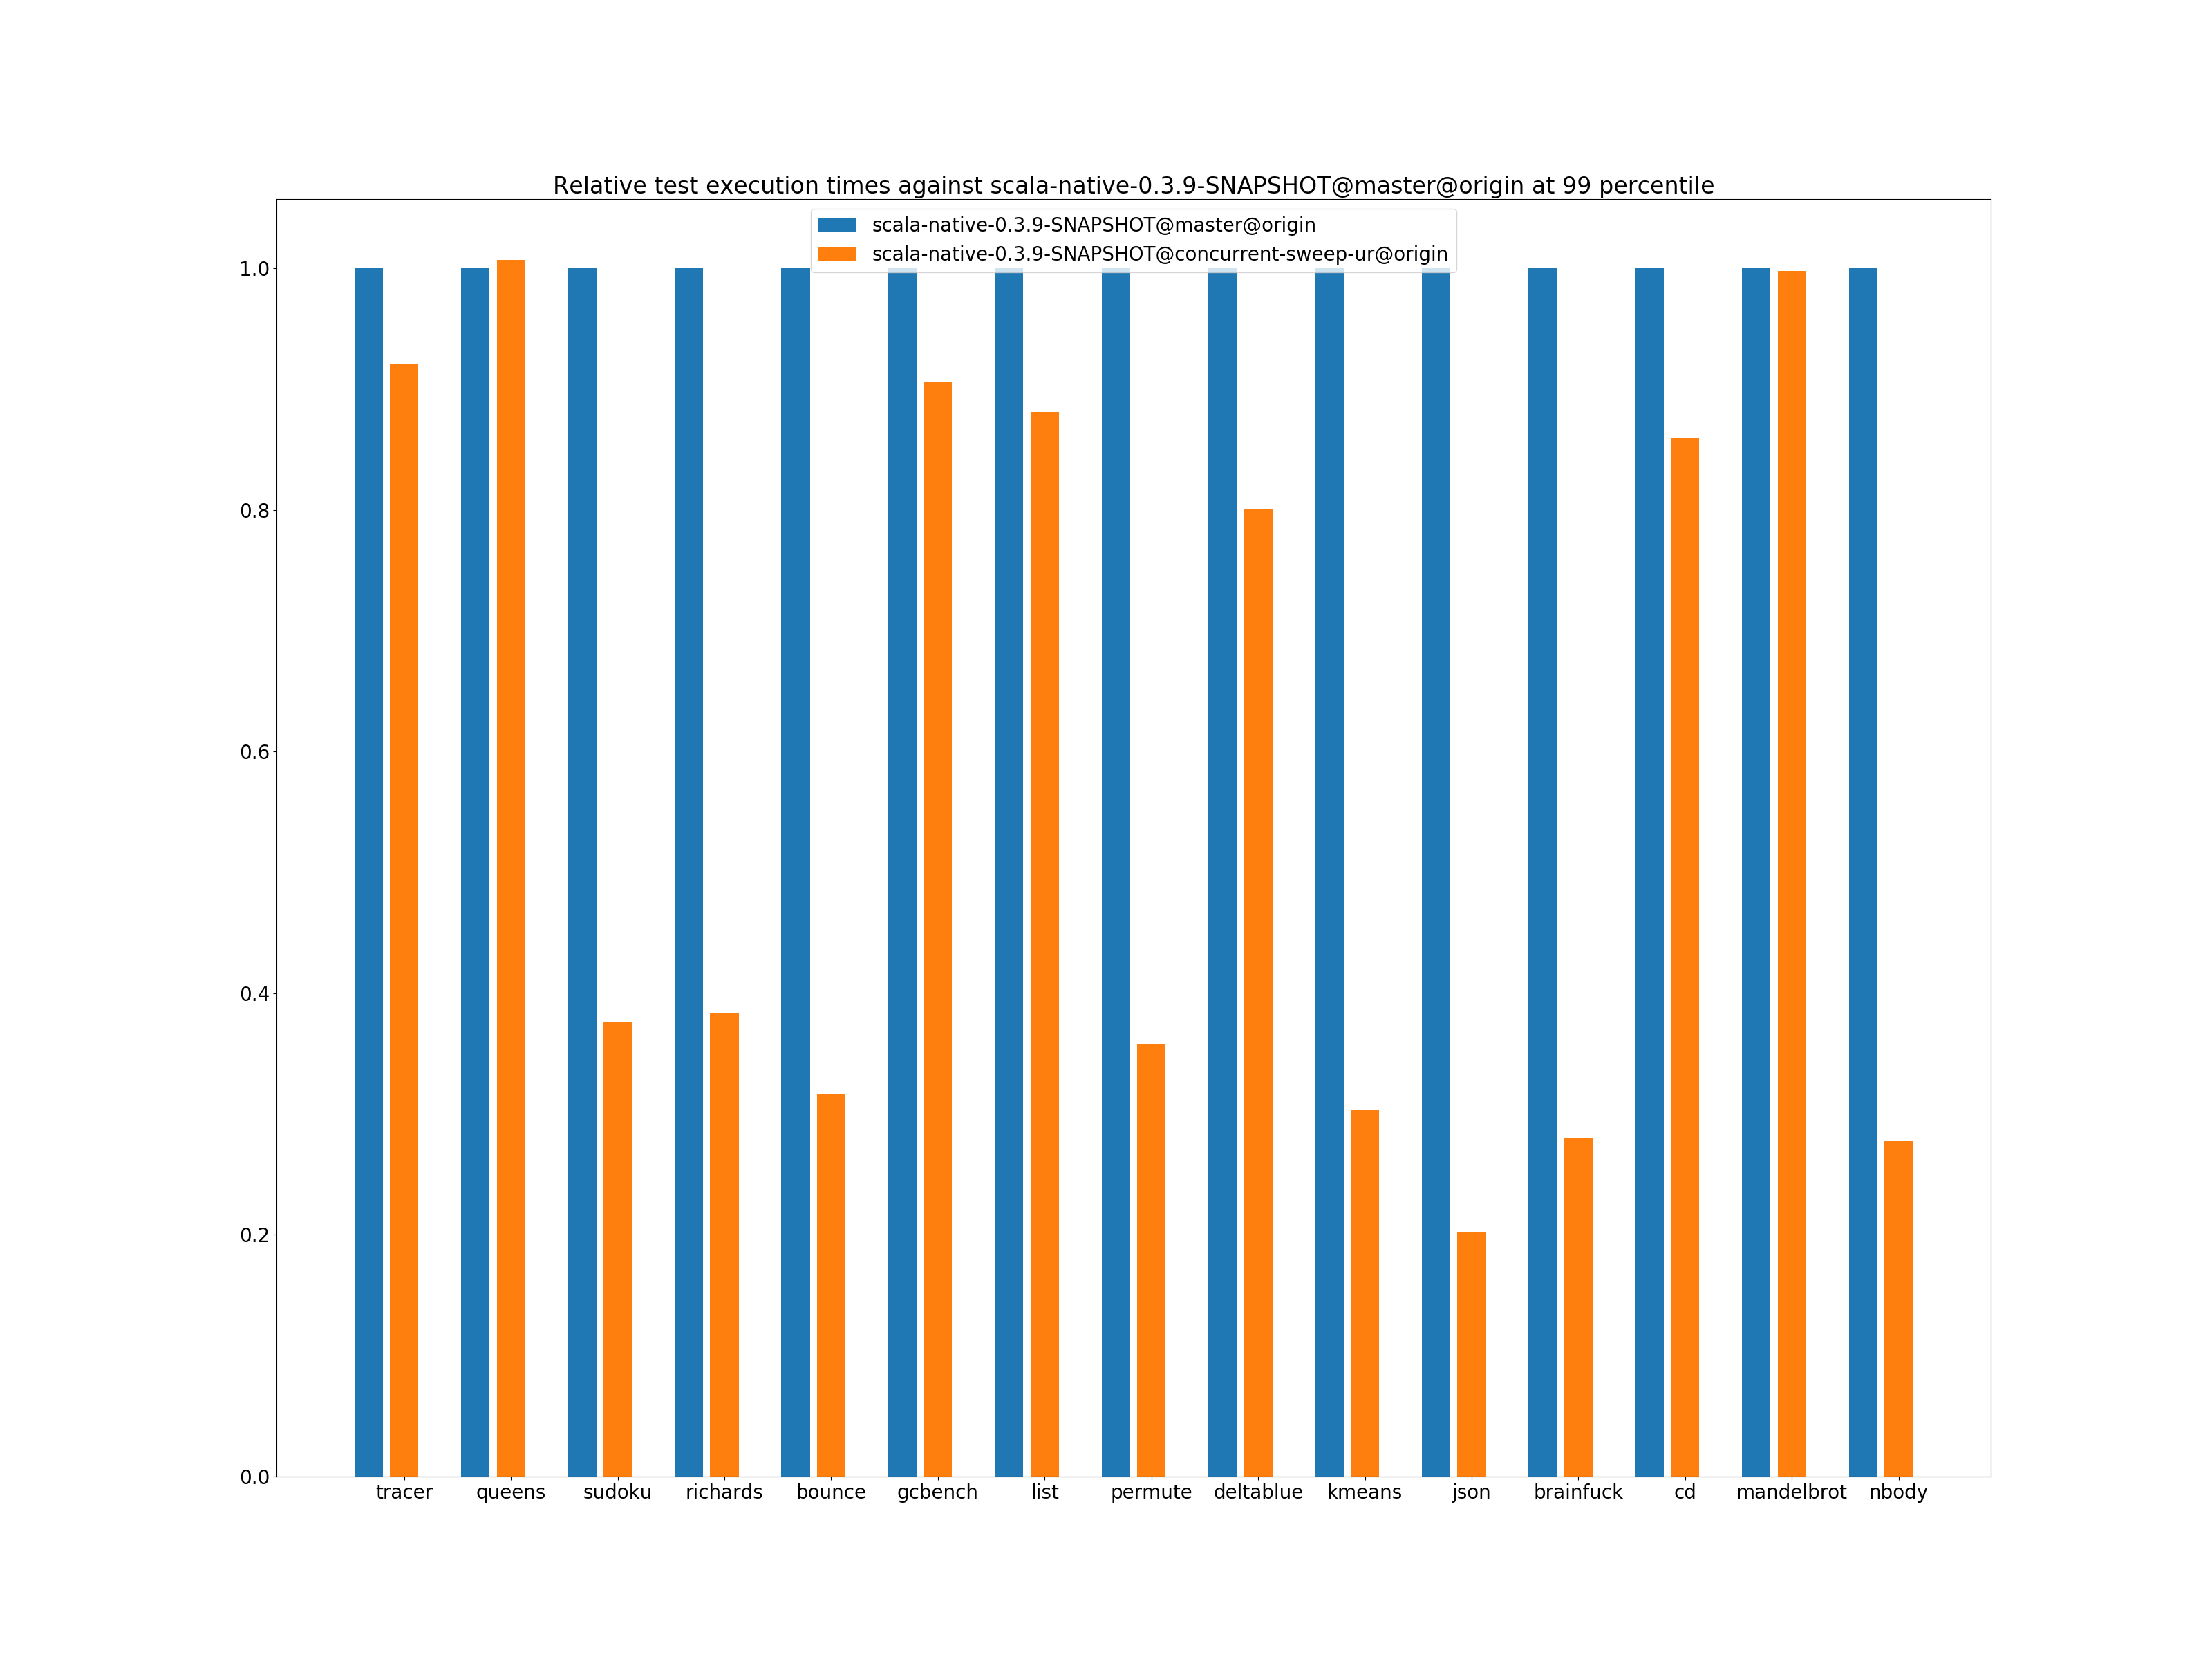 Relative test execution times against scala-native-0.3.9-SNAPSHOT@master@origin at 99 percentile
scala-native-0.3.9-SNAPSHOT@master@origin
scala-native-0.3.9-SNAPSHOT@concurrent-sweep-ur@origin
1.0
0.8
0.6
0.4
0.2
0.0
tracer queens sudoku richards bounce gcbench list permute deltablue kmeans json brainfuck cd mandelbrot nbody